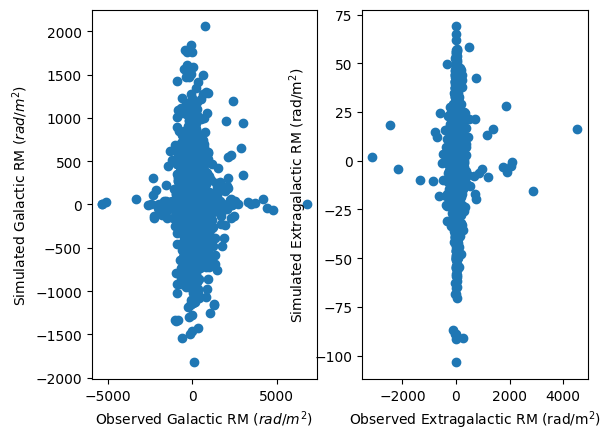 2000
1500
1000
500
0
−500
−1000
−1500
−2000
Simulated Galactic RM (rad/m²)
−5000 0 5000
Observed Galactic RM (rad/m²)
75
50
25
0
−25
−50
−75
−100
Simulated Extragalactic RM (rad/m²)
−2000 0 2000 4000
Observed Extragalactic RM (rad/m²)